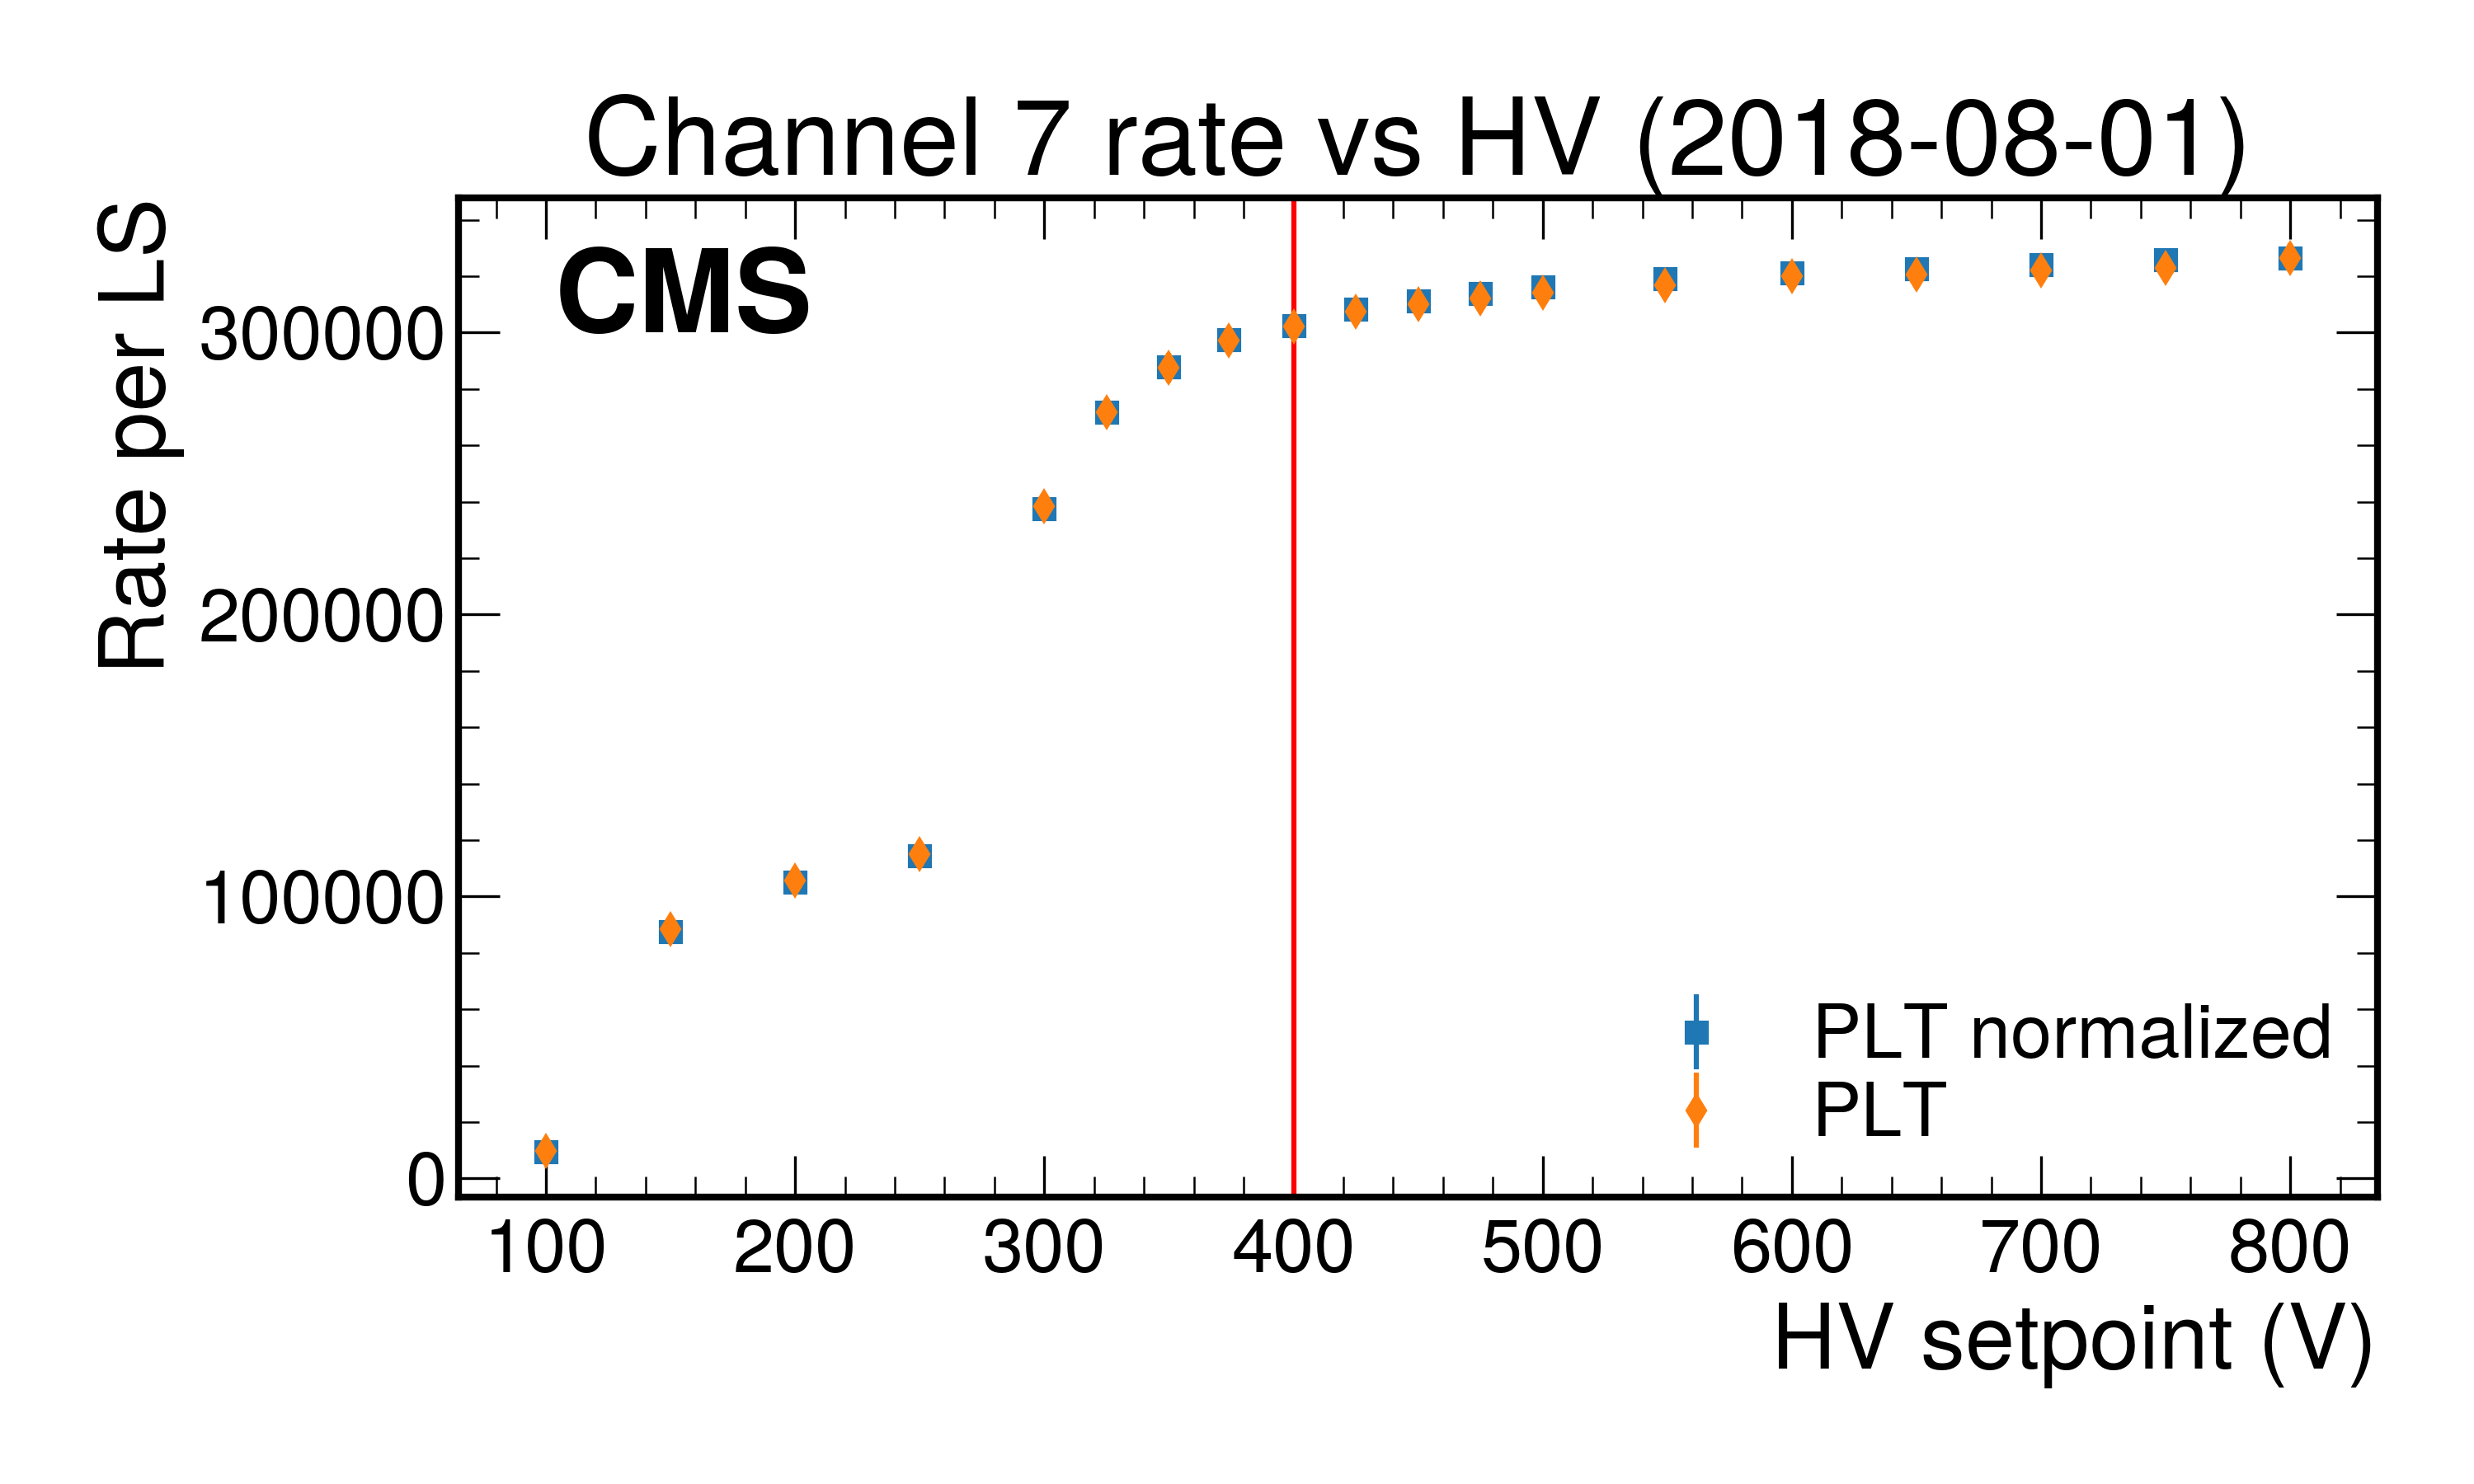 Channel 7 rate vs HV (2018-08-01)
CMS
Rate per LS
300000
200000
100000
0
PLT normalized
PLT
100 200 300 400 500 600 700 800
HV setpoint (V)